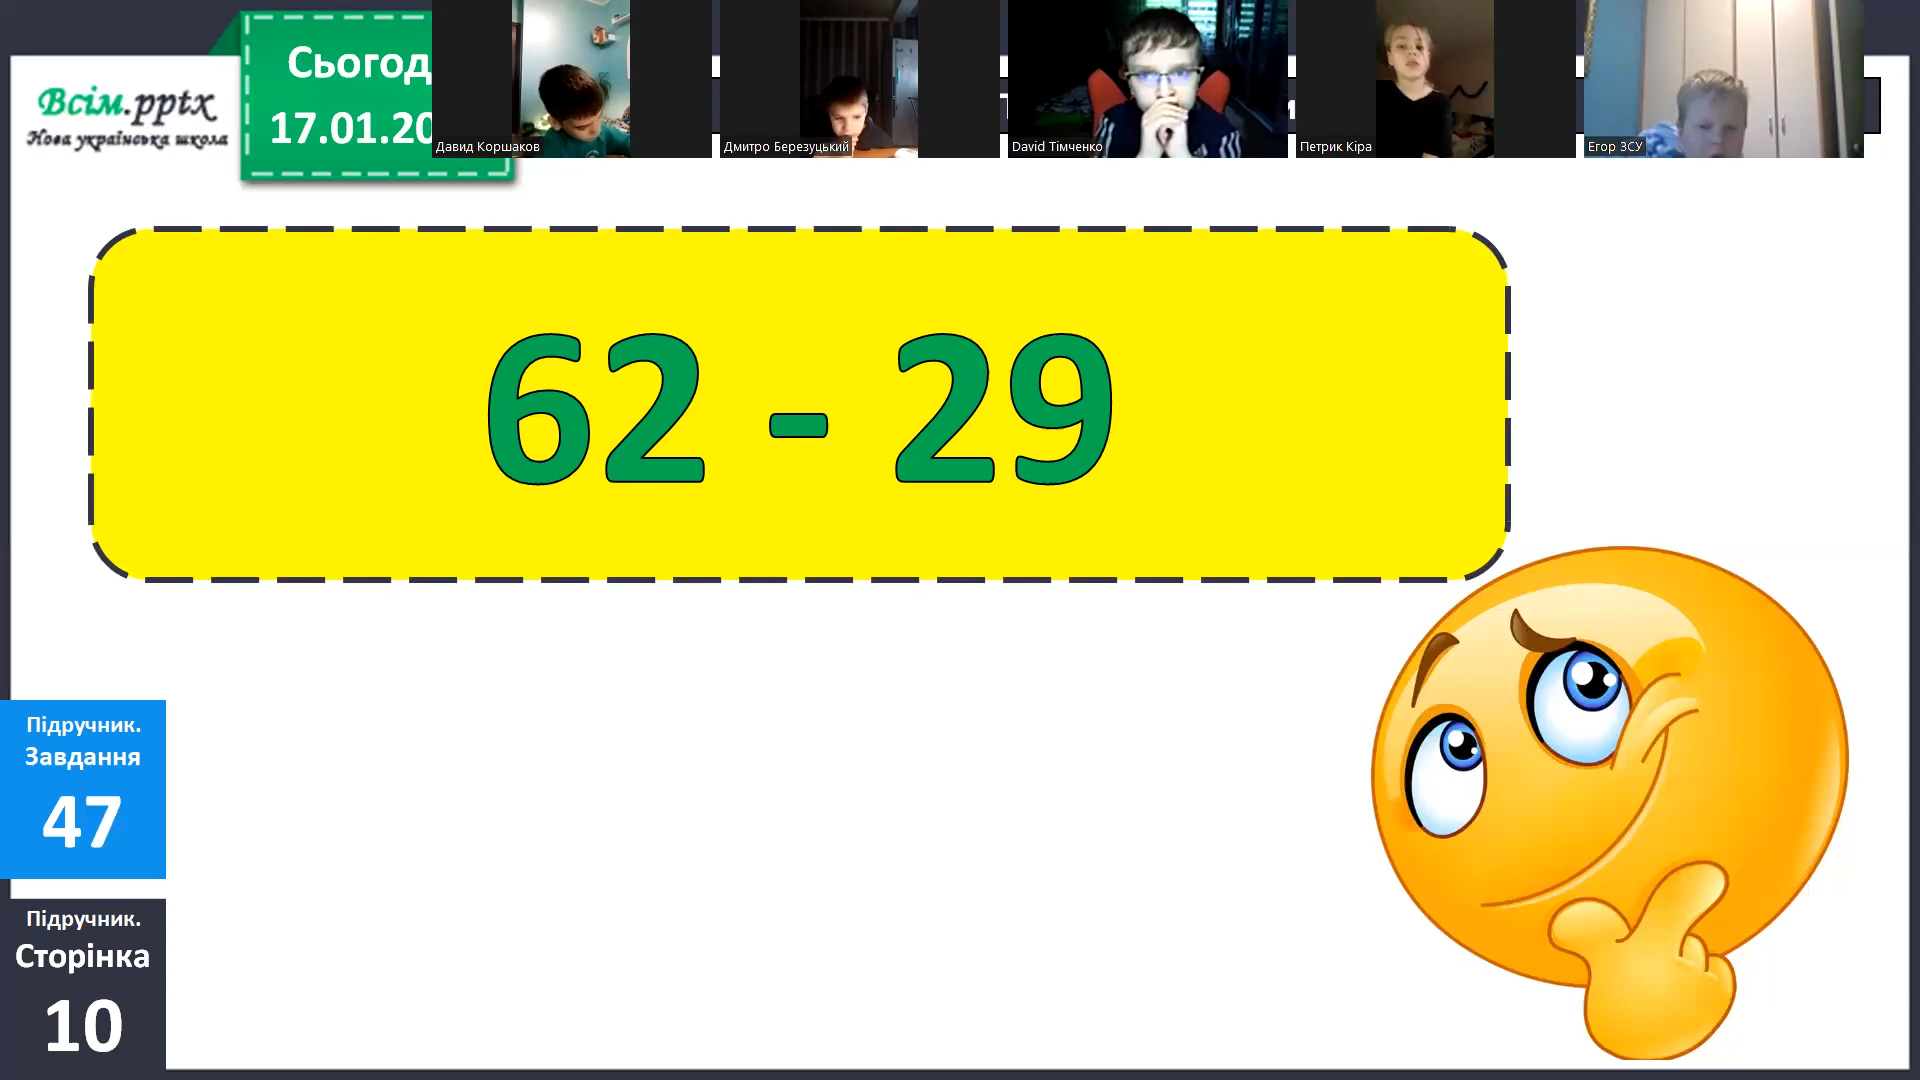 Всім.pptx
Нова українська школа
Сьогод
17.01.20
Давид Коршаков
Дмитро Березуцький
David Тімченко
Петрик Кіра
Егор ЗСУ
62 - 29
Підручник.
Завдання
47
Підручник.
Сторінка
10